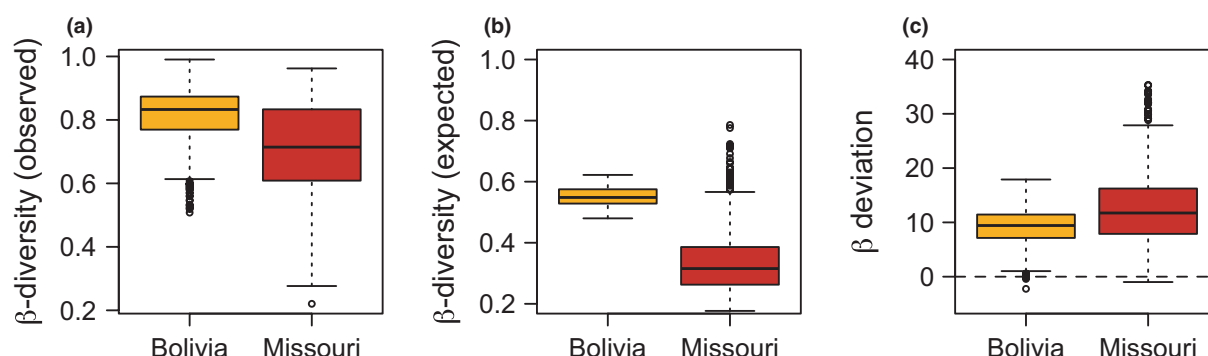 (a)
β-diversity (observed)
1.0
0.8
0.6
0.4
0.2
Bolivia Missouri
(b)
β-diversity (expected)
1.0
0.8
0.6
0.4
0.2
Bolivia Missouri
(c)
β deviation
40
30
20
10
0
Bolivia Missouri